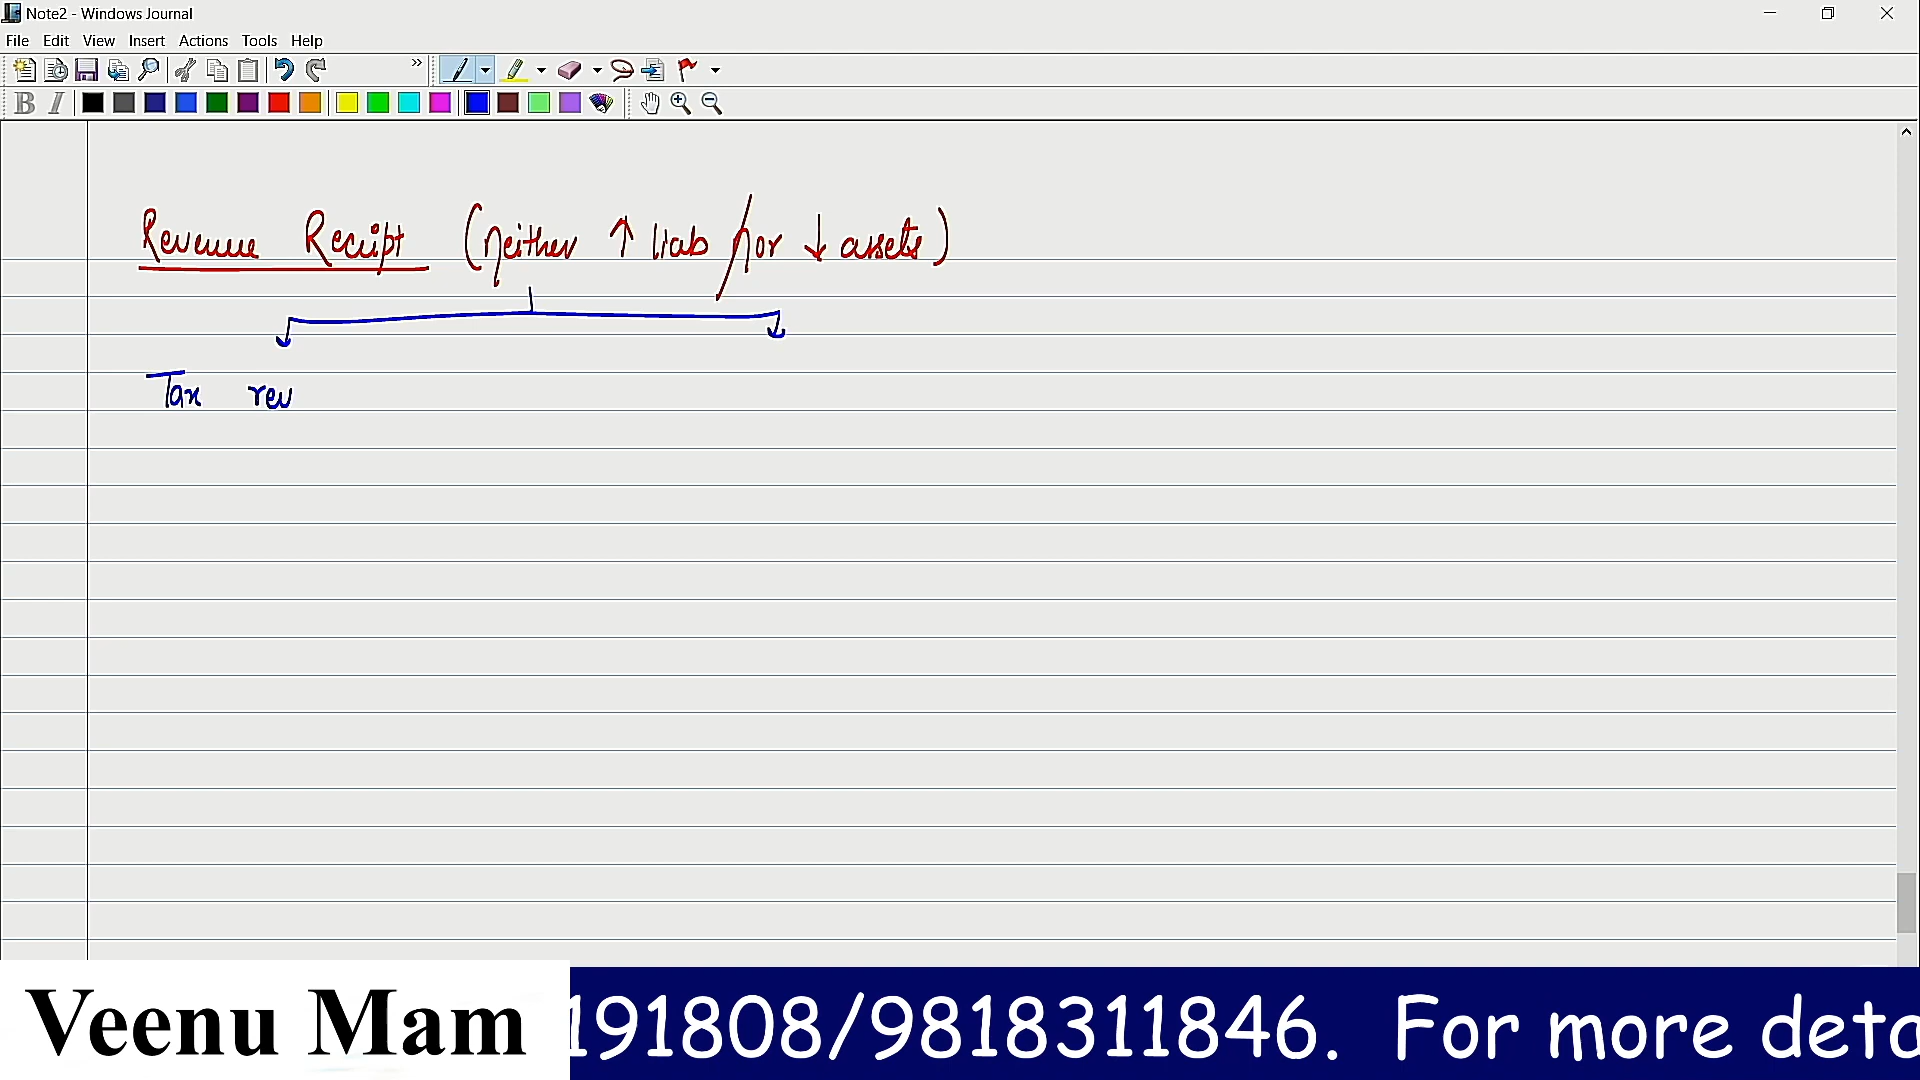 Note2 - Windows Journal
File Edit View Insert Actions Tools Help
B I
Revenue Receipt (neither ↑ liab / nor ↓ assets)
Tax rev
Veenu Mam
191808/9818311846. For more deta